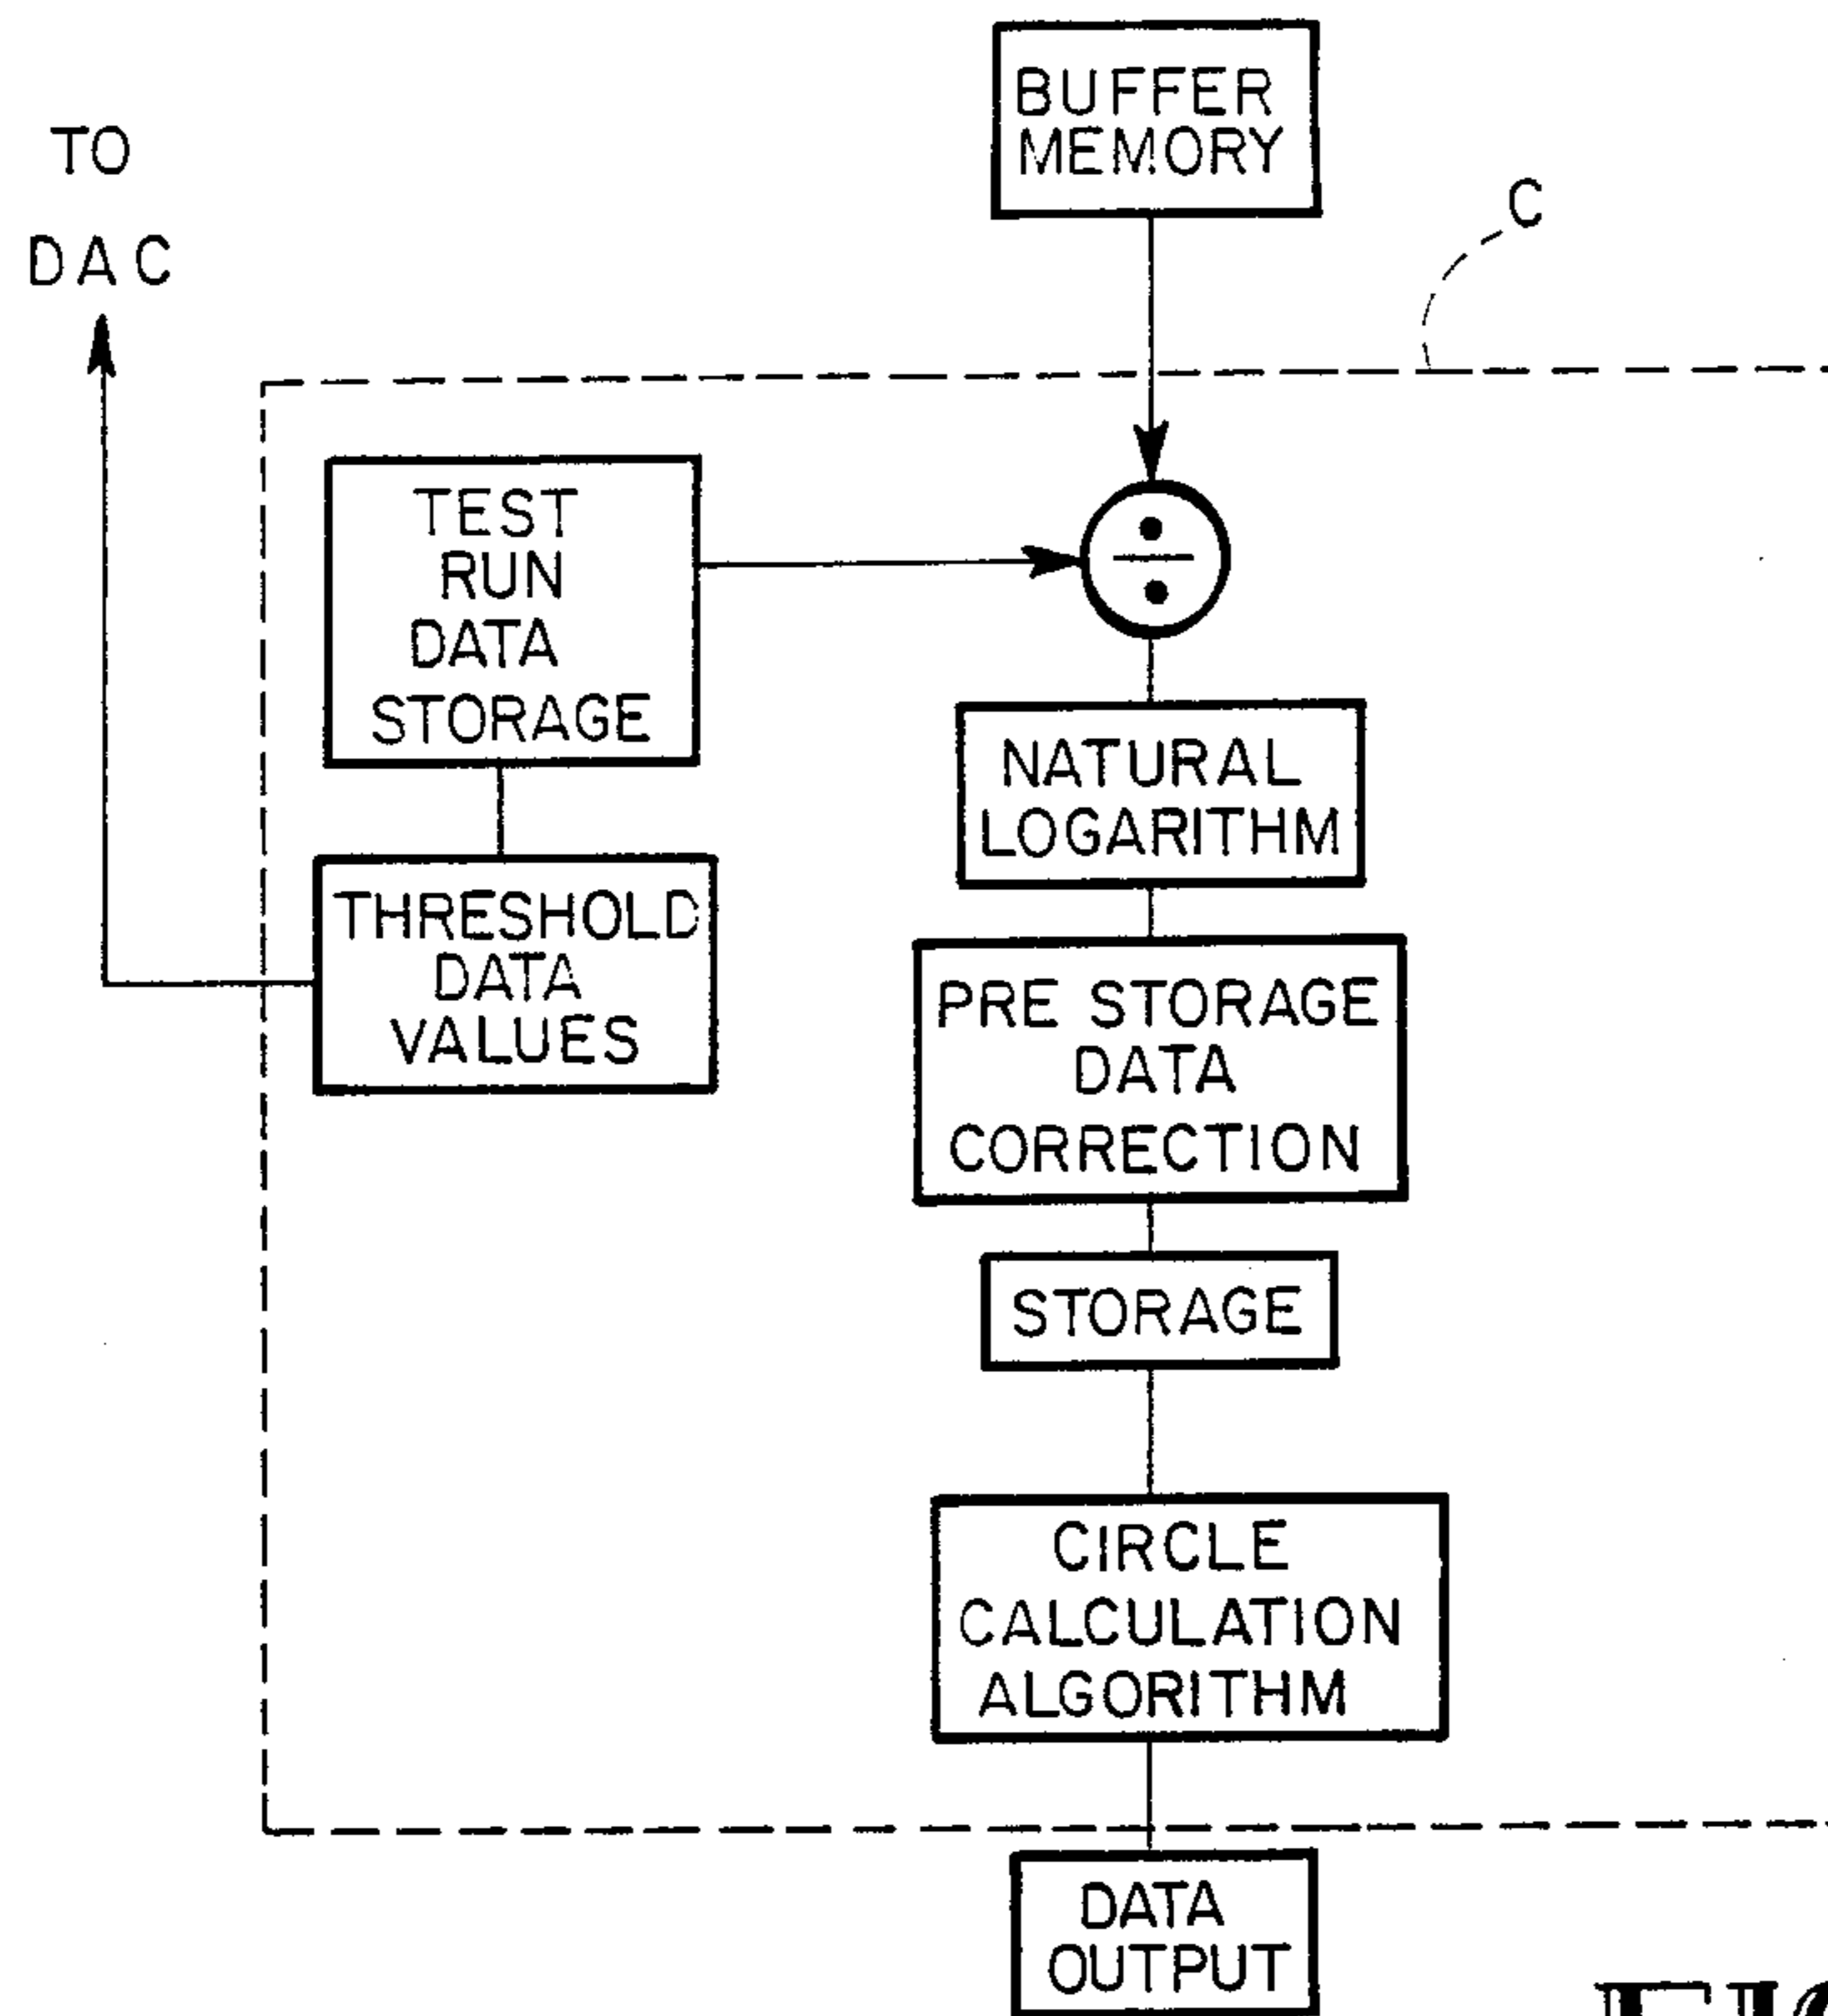 BUFFER
MEMORY
TO
DAC
C
TEST
RUN
DATA
STORAGE
÷
NATURAL
LOGARITHM
THRESHOLD
DATA
VALUES
PRE STORAGE
DATA
CORRECTION
STORAGE
CIRCLE
CALCULATION
ALGORITHM
DATA
OUTPUT